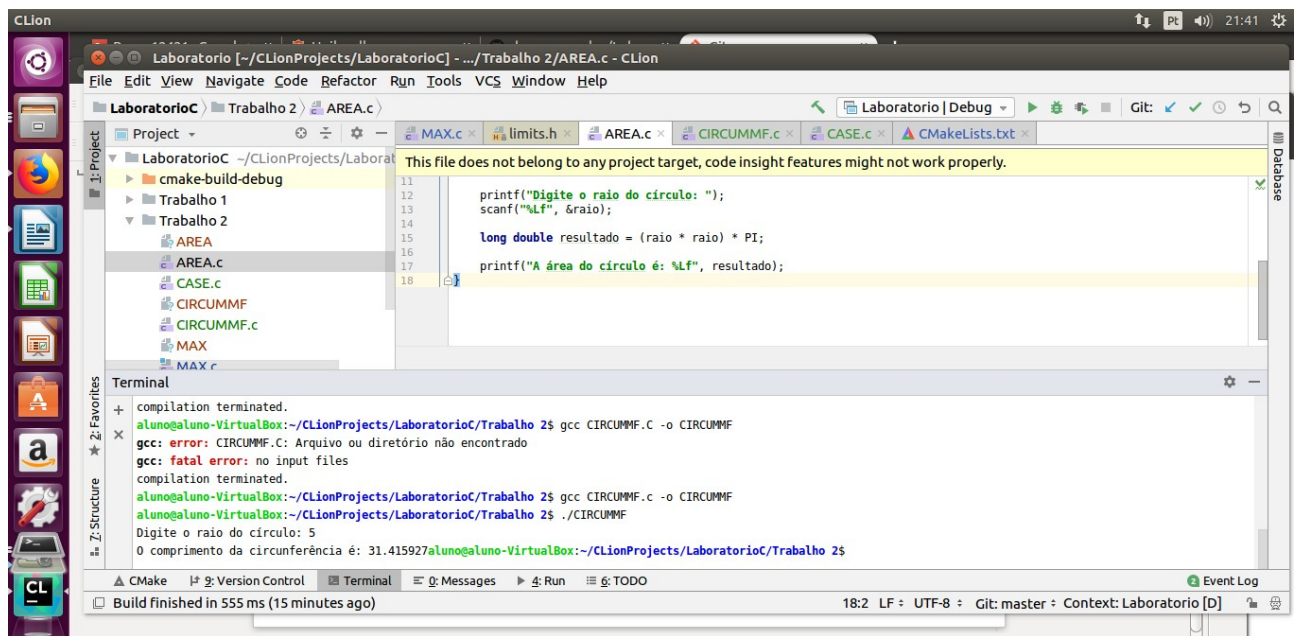 CLion
Pt 21:41
Laboratorio [~/CLionProjects/LaboratorioC] - .../Trabalho 2/AREA.c - CLion
File Edit View Navigate Code Refactor Run Tools VCS Window Help
LaboratorioC Trabalho 2 AREA.c Laboratorio | Debug Git:
Project MAX.c limits.h AREA.c CIRCUMMF.c CASE.c CMakeLists.txt
1: Project
Database
LaboratorioC ~/CLionProjects/Laborat
This file does not belong to any project target, code insight features might not work properly.
cmake-build-debug
Trabalho 1
Trabalho 2
AREA
AREA.c
CASE.c
CIRCUMMF
CIRCUMMF.c
MAX
MAX.c
11
12 printf("Digite o raio do círculo: ");
13 scanf("%Lf", &raio);
14
15 long double resultado = (raio * raio) * PI;
16
17 printf("A área do círculo é: %Lf", resultado);
18 }
2: Favorites
Z: Structure
Terminal
compilation terminated.
aluno@aluno-VirtualBox:~/CLionProjects/LaboratorioC/Trabalho 2$ gcc CIRCUMMF.C -o CIRCUMMF
gcc: error: CIRCUMMF.C: Arquivo ou diretório não encontrado
gcc: fatal error: no input files
compilation terminated.
aluno@aluno-VirtualBox:~/CLionProjects/LaboratorioC/Trabalho 2$ gcc CIRCUMMF.c -o CIRCUMMF
aluno@aluno-VirtualBox:~/CLionProjects/LaboratorioC/Trabalho 2$ ./CIRCUMMF
Digite o raio do círculo: 5
O comprimento da circunferência é: 31.415927aluno@aluno-VirtualBox:~/CLionProjects/LaboratorioC/Trabalho 2$
CMake 9: Version Control Terminal 0: Messages 4: Run 6: TODO 2 Event Log
Build finished in 555 ms (15 minutes ago) 18:2 LF UTF-8 Git: master Context: Laboratorio [D]